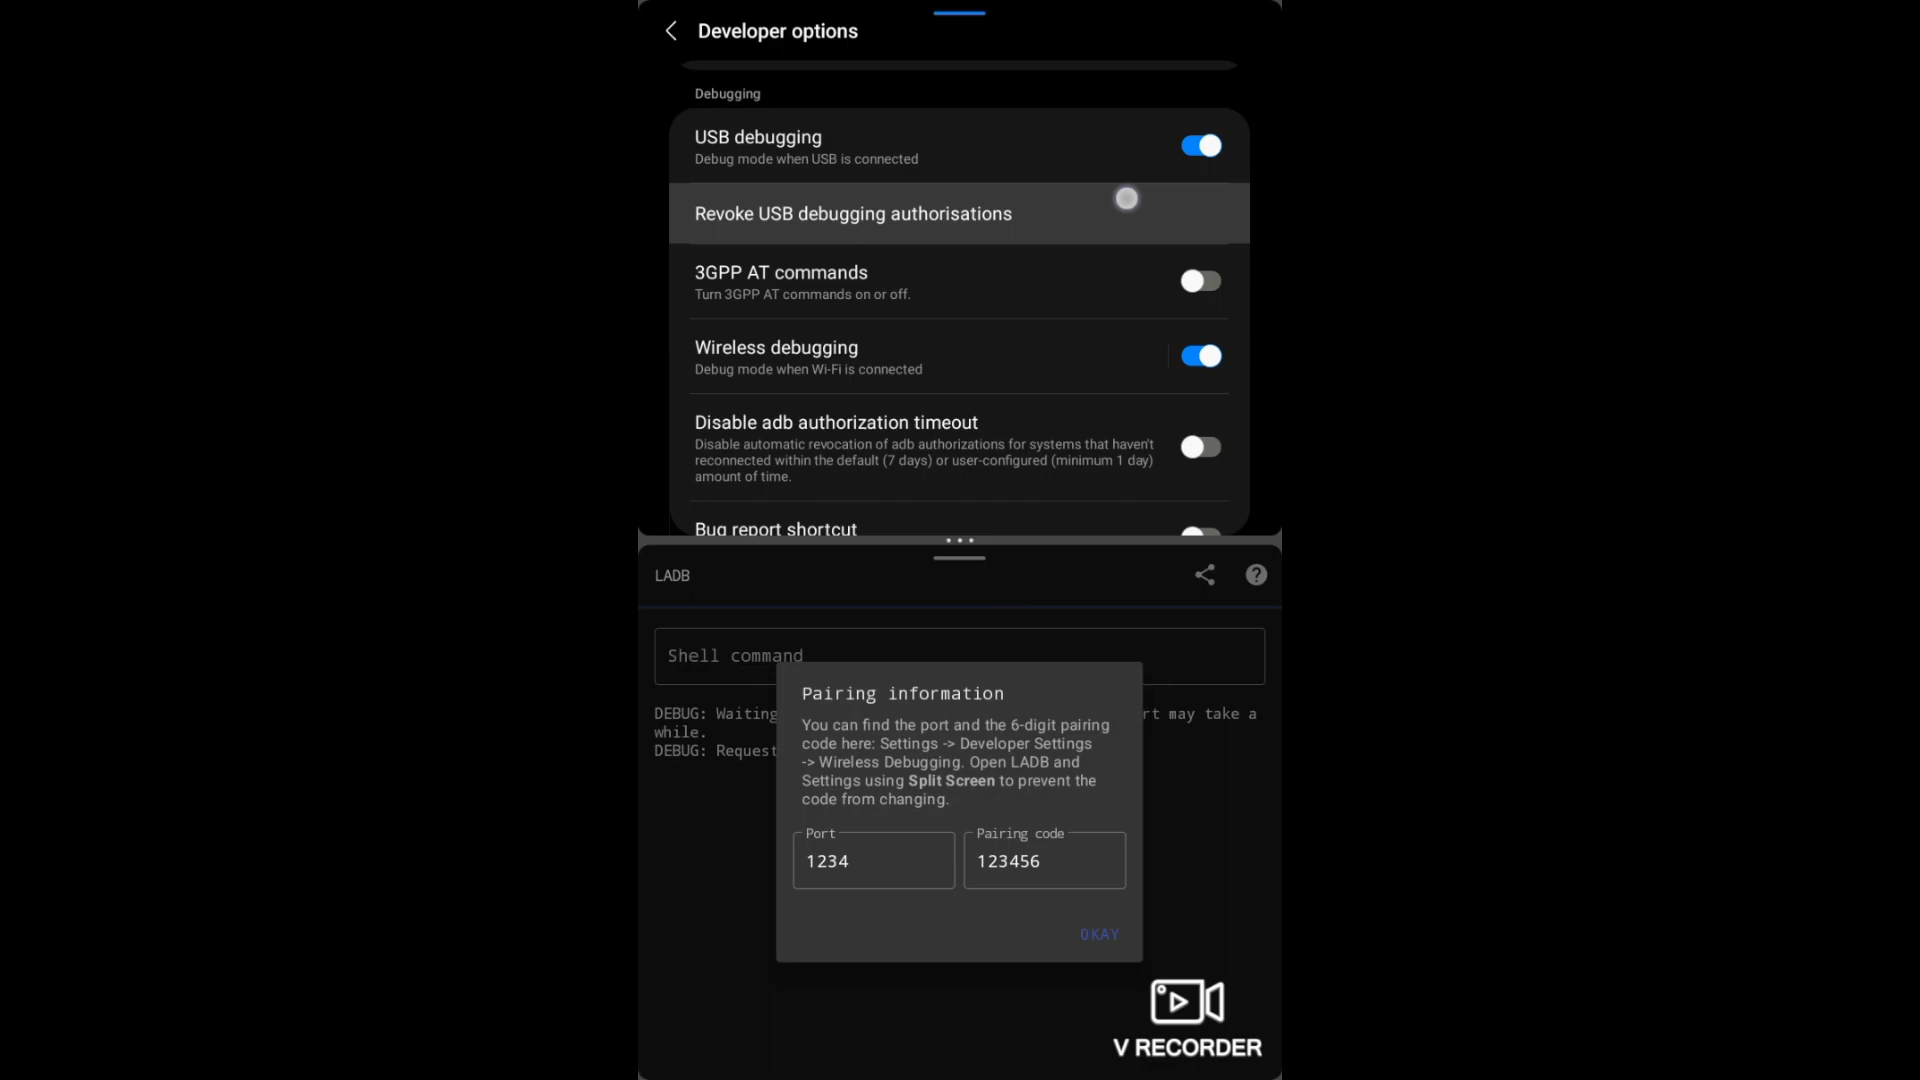 Developer options
Debugging
USB debugging
Debug mode when USB is connected
Revoke USB debugging authorisations
3GPP AT commands
Turn 3GPP AT commands on or off.
Wireless debugging
Debug mode when Wi-Fi is connected
Disable adb authorization timeout
Disable automatic revocation of adb authorizations for systems that haven't
reconnected within the default (7 days) or user-configured (minimum 1 day)
amount of time.
Bug report shortcut
LADB
Shell command
DEBUG: Waiting rt may take a
while.
DEBUG: Request
Pairing information
You can find the port and the 6-digit pairing
code here: Settings -> Developer Settings
-> Wireless Debugging. Open LADB and
Settings using Split Screen to prevent the
code from changing.
Port
1234
Pairing code
123456
OKAY
V RECORDER